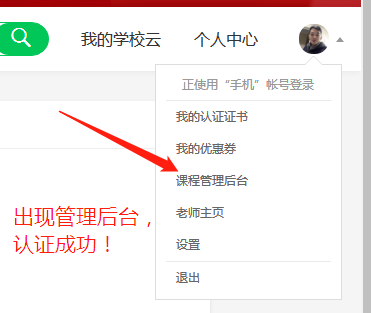 我的学校云
个人中心
正使用“手机”帐号登录
我的认证证书
我的优惠券
课程管理后台
老师主页
设置
退出
出现管理后台，
认证成功！